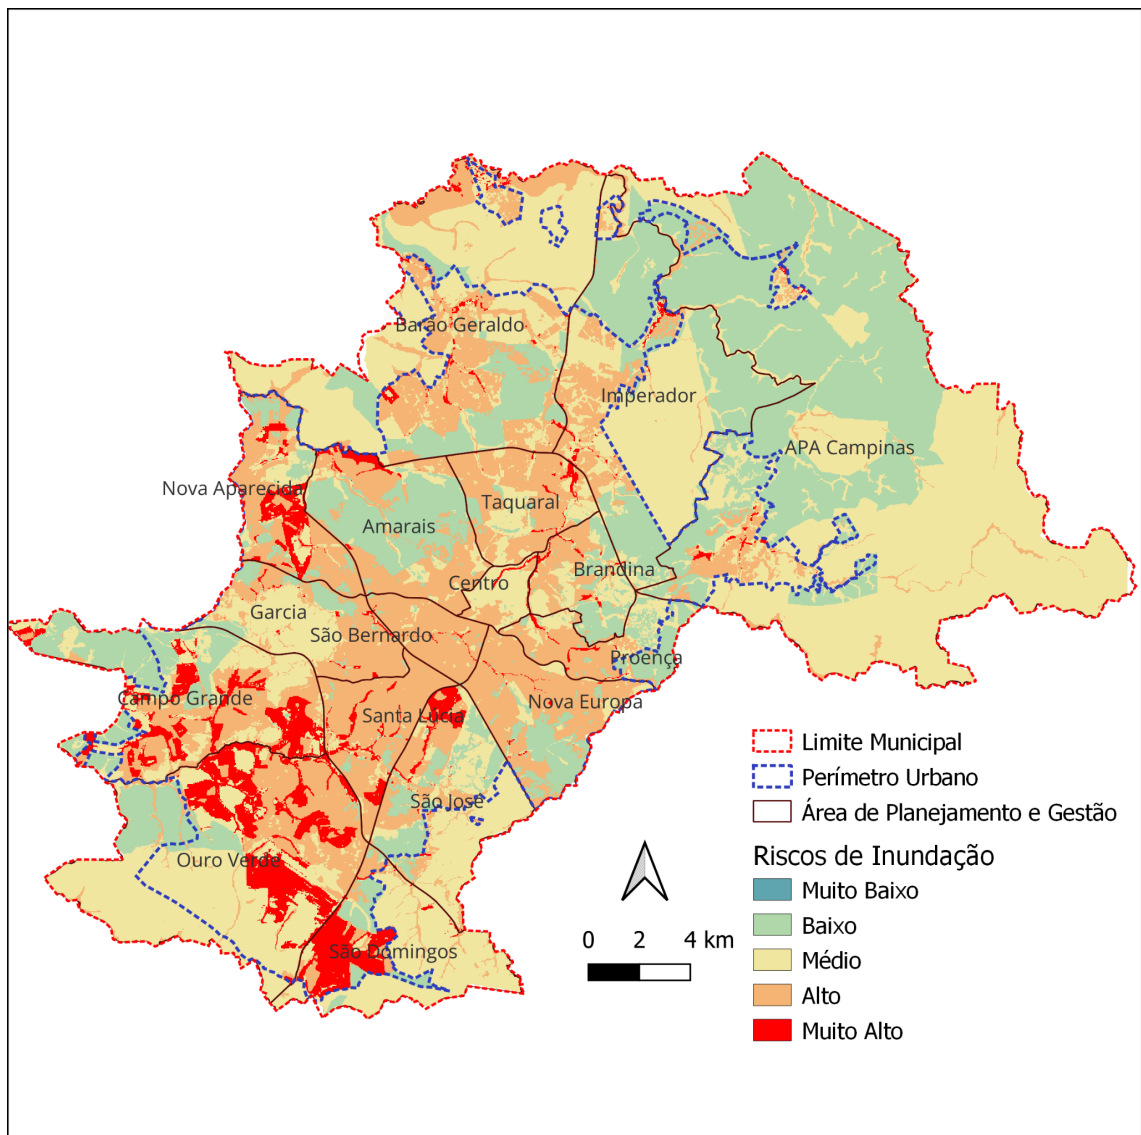 Barão Geraldo
Imperador
APA Campinas
Nova Aparecida
Taquaral
Amarais
Brandina
Centro
Garcia
São Bernardo
Proença
Campo Grande
Nova Europa
Santa Lúcia
São José
Ouro Verde
São Domingos
Limite Municipal
Perímetro Urbano
Área de Planejamento e Gestão
Riscos de Inundação
Muito Baixo
Baixo
Médio
Alto
Muito Alto
0 2 4 km